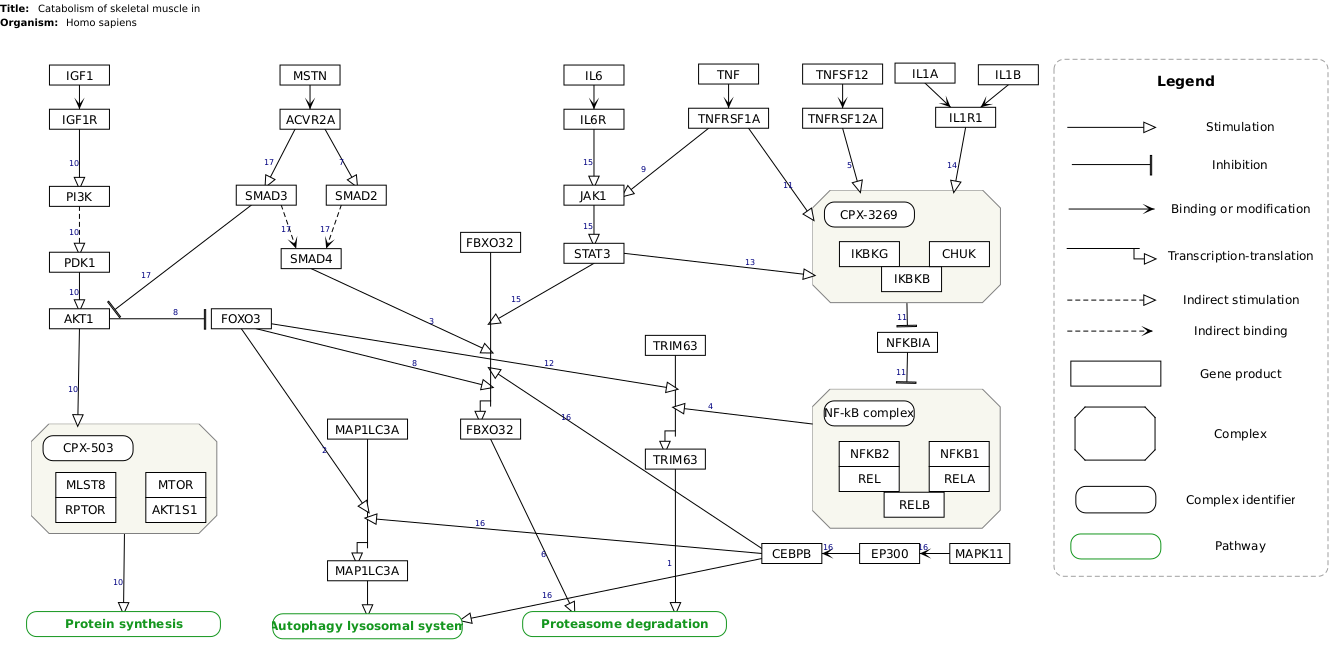 Title: Catabolism of skeletal muscle in
Organism: Homo sapiens
IGF1
MSTN
IL6
TNF
TNFSF12
IL1A
IL1B
Legend
IGF1R
ACVR2A
IL6R
TNFRSF1A
TNFRSF12A
IL1R1
Stimulation
10
17
7
15
9
11
5
14
Inhibition
PI3K
SMAD3
SMAD2
JAK1
CPX-3269
Binding or modification
10
17
17
15
FBXO32
STAT3
IKBKG
CHUK
IKBKB
Transcription-translation
PDK1
SMAD4
13
17
10
15
Indirect stimulation
AKT1
8
FOXO3
3
11
Indirect binding
TRIM63
NFKBIA
8
12
11
Gene product
10
4
16
MAP1LC3A
FBXO32
NF-kB complex
Complex
CPX-503
2
TRIM63
NFKB2
NFKB1
REL
RELA
RELB
MLST8
MTOR
RPTOR
AKT1S1
Complex identifier
16
6
1
CEBPB
16
EP300
16
MAPK11
Pathway
MAP1LC3A
10
16
Protein synthesis
Autophagy lysosomal system
Proteasome degradation